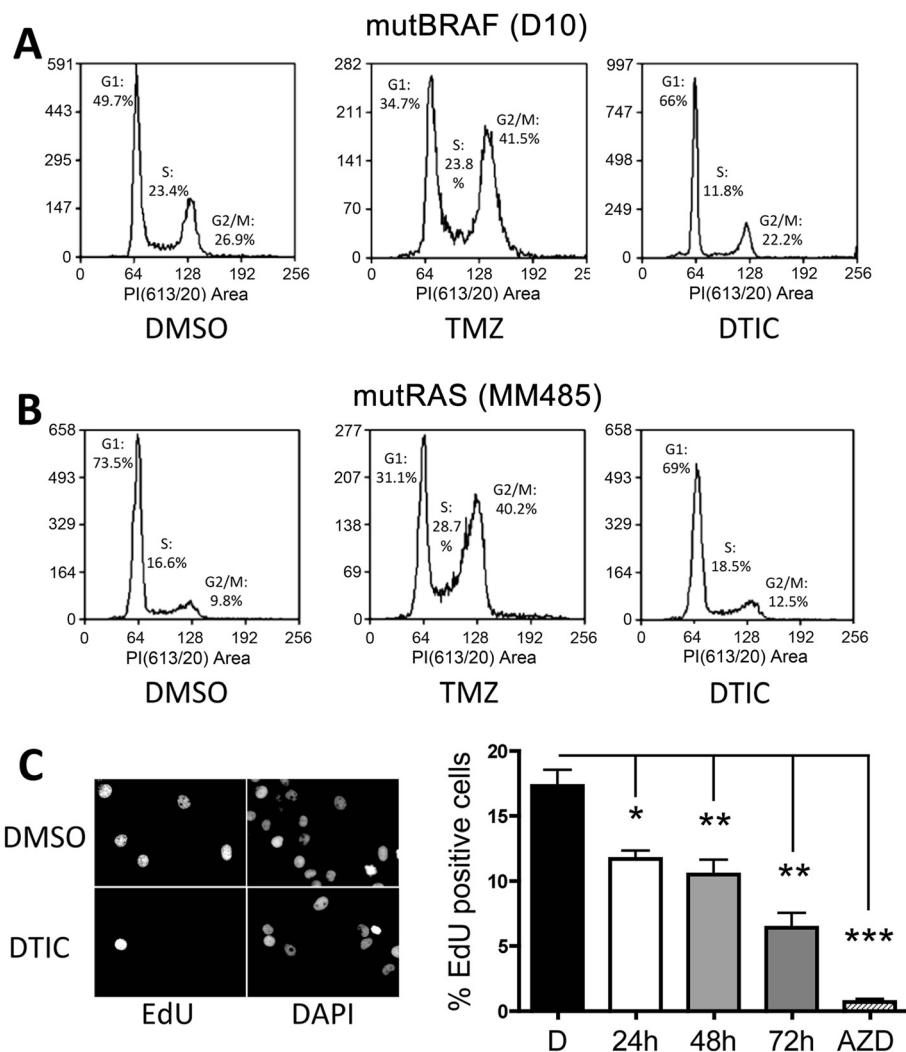 A
mutBRAF (D10)
591
443
295
147
0
G1:
49.7%
S:
23.4%
G2/M:
26.9%
0 64 128 192 256
PI(613/20) Area
DMSO
282
211
141
70
0
G1:
34.7%
S:
23.8
%
G2/M:
41.5%
0 64 128 192 25
PI(613/20) Area
TMZ
997
747
498
249
0
G1:
66%
S:
11.8%
G2/M:
22.2%
0 64 128 192 256
PI(613/20) Area
DTIC
B
mutRAS (MM485)
658
493
329
164
0
G1:
73.5%
S:
16.6%
G2/M:
9.8%
0 64 128 192 256
PI(613/20) Area
DMSO
277
207
138
69
0
G1:
31.1%
S:
28.7
%
G2/M:
40.2%
0 64 128 192 256
PI(613/20) Area
TMZ
658
493
329
164
0
G1:
69%
S:
18.5%
G2/M:
12.5%
0 64 128 192 256
PI(613/20) Area
DTIC
C
DMSO
DTIC
EdU DAPI
% EdU positive cells
20
15
10
5
0
*
**
**
***
D 24h 48h 72h AZD